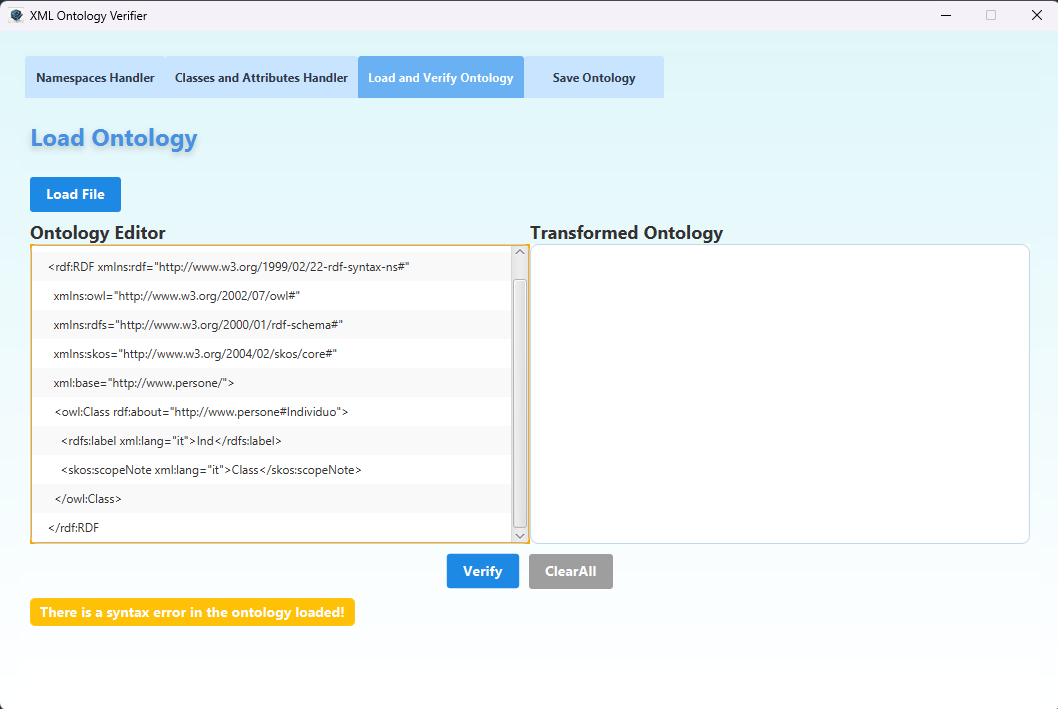 XML Ontology Verifier
Namespaces Handler
Classes and Attributes Handler
Load and Verify Ontology
Save Ontology
Load Ontology
Load File
Ontology Editor
Transformed Ontology
<rdf:RDF xmlns:rdf="http://www.w3.org/1999/02/22-rdf-syntax-ns#"
xmlns:owl="http://www.w3.org/2002/07/owl#"
xmlns:rdfs="http://www.w3.org/2000/01/rdf-schema#"
xmlns:skos="http://www.w3.org/2004/02/skos/core#"
xml:base="http://www.persone/">
<owl:Class rdf:about="http://www.persone#Individuo">
<rdfs:label xml:lang="it">Ind</rdfs:label>
<skos:scopeNote xml:lang="it">Class</skos:scopeNote>
</owl:Class>
</rdf:RDF
Verify
ClearAll
There is a syntax error in the ontology loaded!